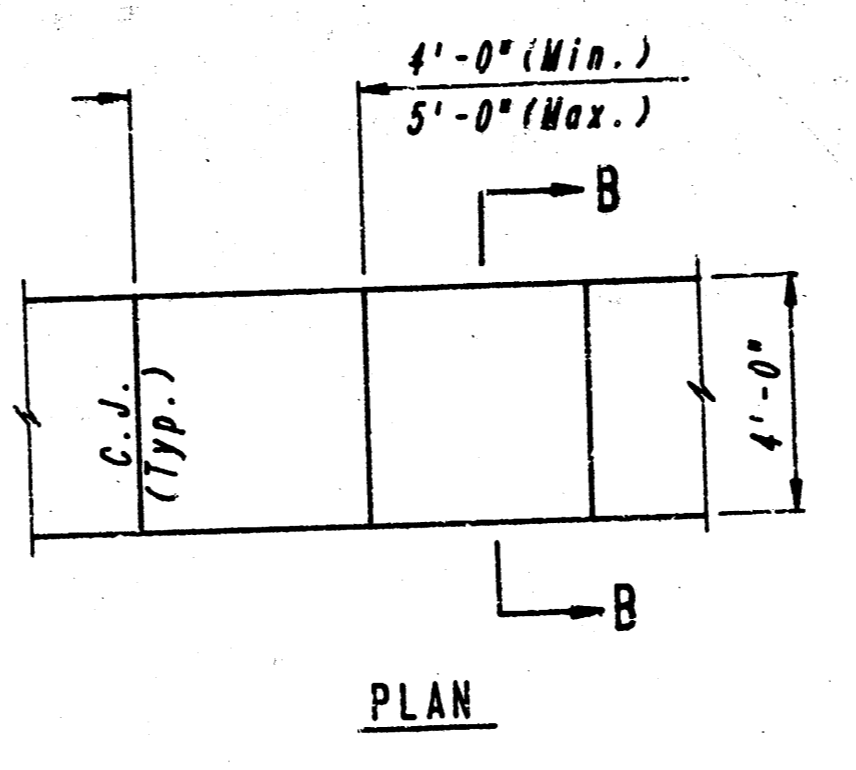 4'-0" (Min.)
5'-0" (Max.)
B
C.J.
(Typ.)
4'-0"
B
PLAN